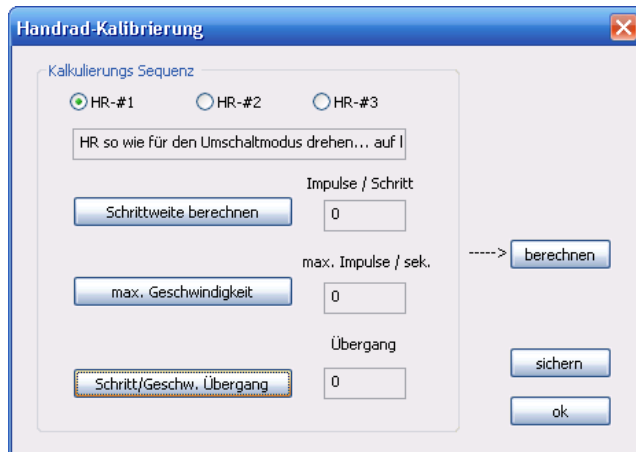 Handrad-Kalibrierung
Kalkulierungs Sequenz
HR-#1 HR-#2 HR-#3
HR so wie für den Umschaltmodus drehen... auf l
Impulse / Schritt
Schrittweite berechnen 0
max. Impulse / sek.
-----> berechnen
max. Geschwindigkeit 0
Übergang
Schritt/Geschw. Übergang 0
sichern
ok